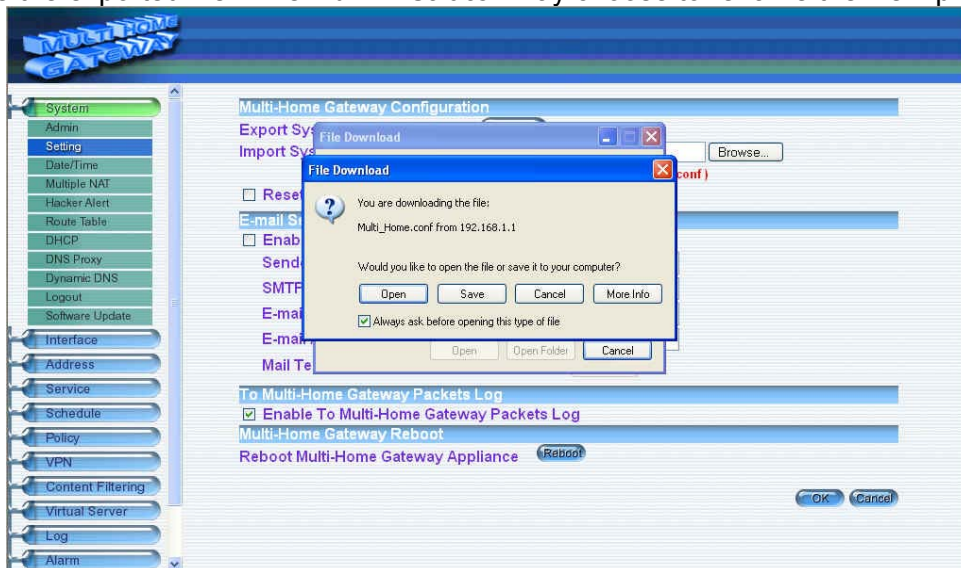 MULTI HOME
GATEWAY
System
Admin
Setting
Date/Time
Multiple NAT
Hacker Alert
Route Table
DHCP
DNS Proxy
Dynamic DNS
Logout
Software Update
Interface
Address
Service
Schedule
Policy
VPN
Content Filtering
Virtual Server
Log
Alarm
Multi-Home Gateway Configuration
Export Sy
Import Sys
Browse...
conf )
Reset
E-mail Se
Enab
Sende
SMTP
E-mai
E-mai
Mail Te
File Download
File Download
You are downloading the file:
Multi_Home.conf from 192.168.1.1
Would you like to open the file or save it to your computer?
Open Save Cancel More Info
Always ask before opening this type of file
Open Open Folder Cancel
To Multi-Home Gateway Packets Log
Enable To Multi-Home Gateway Packets Log
Multi-Home Gateway Reboot
Reboot Multi-Home Gateway Appliance Reboot
OK Cancel